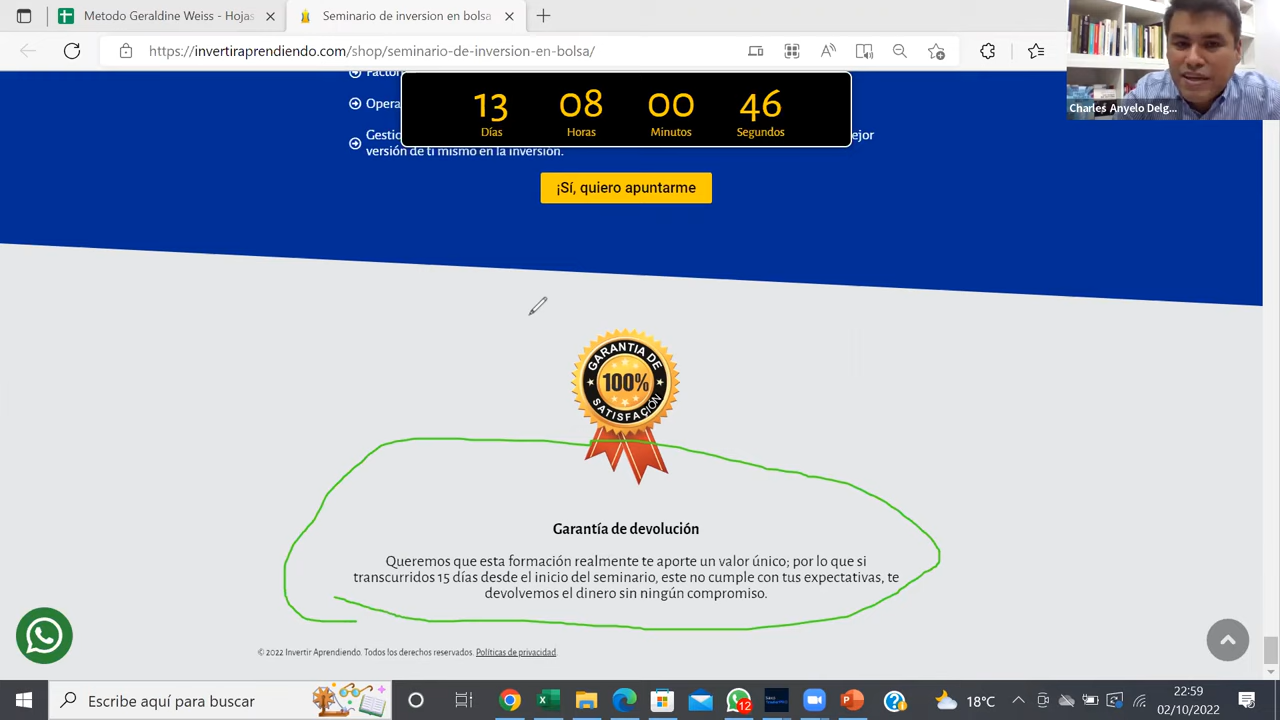 Metodo Geraldine Weiss - Hojas
Seminario de inversion en bolsa
https://invertiraprendiendo.com/shop/seminario-de-inversion-en-bolsa/
Charles Anyelo Delg...
Factor
13 08 00 46
Días Horas Minutos Segundos
Opera
Gestio
ejor
versión de ti mismo en la inversión.
¡Sí, quiero apuntarme
GARANTIA DE
100%
SATISFACIÓN
Garantía de devolución
Queremos que esta formación realmente te aporte un valor único; por lo que si
transcurridos 15 días desde el inicio del seminario, este no cumple con tus expectativas, te
devolvemos el dinero sin ningún compromiso.
© 2022 Invertir Aprendiendo. Todos los derechos reservados. Políticas de privacidad.
Escribe aquí para buscar
12
18°C
22:59
02/10/2022